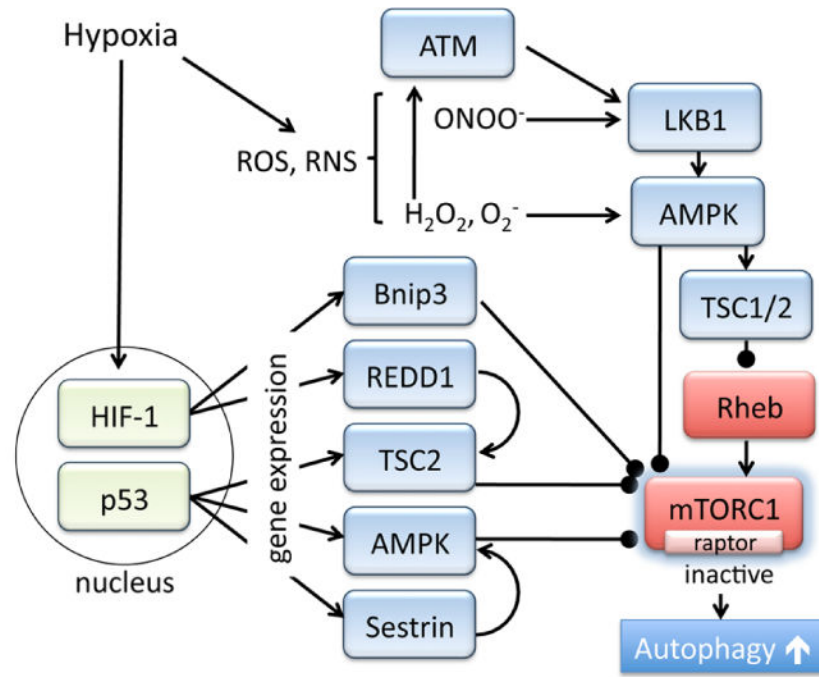 Hypoxia
ATM
ONOO⁻
LKB1
ROS, RNS
H₂O₂, O₂⁻
AMPK
Bnip3
TSC1/2
REDD1
HIF-1
Rheb
gene expression
TSC2
p53
mTORC1
AMPK
raptor
nucleus
inactive
Sestrin
Autophagy